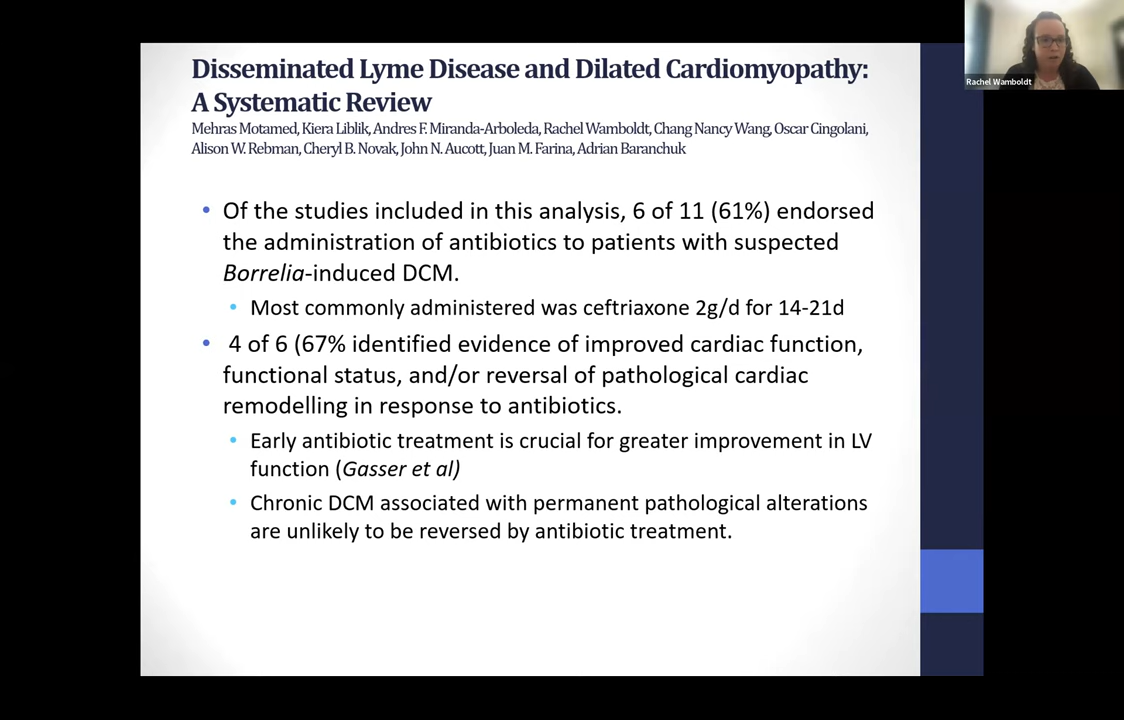 Disseminated Lyme Disease and Dilated Cardiomyopathy:
A Systematic Review
Mehras Motamed, Kiera Liblik, Andres F. Miranda-Arboleda, Rachel Wamboldt, Chang Nancy Wang, Oscar Cingolani,
Alison W. Rebman, Cheryl B. Novak, John N. Aucott, Juan M. Farina, Adrian Baranchuk
Rachel Wamboldt
• Of the studies included in this analysis, 6 of 11 (61%) endorsed
the administration of antibiotics to patients with suspected
Borrelia-induced DCM.
• Most commonly administered was ceftriaxone 2g/d for 14-21d
• 4 of 6 (67% identified evidence of improved cardiac function,
functional status, and/or reversal of pathological cardiac
remodelling in response to antibiotics.
• Early antibiotic treatment is crucial for greater improvement in LV
function (Gasser et al)
• Chronic DCM associated with permanent pathological alterations
are unlikely to be reversed by antibiotic treatment.